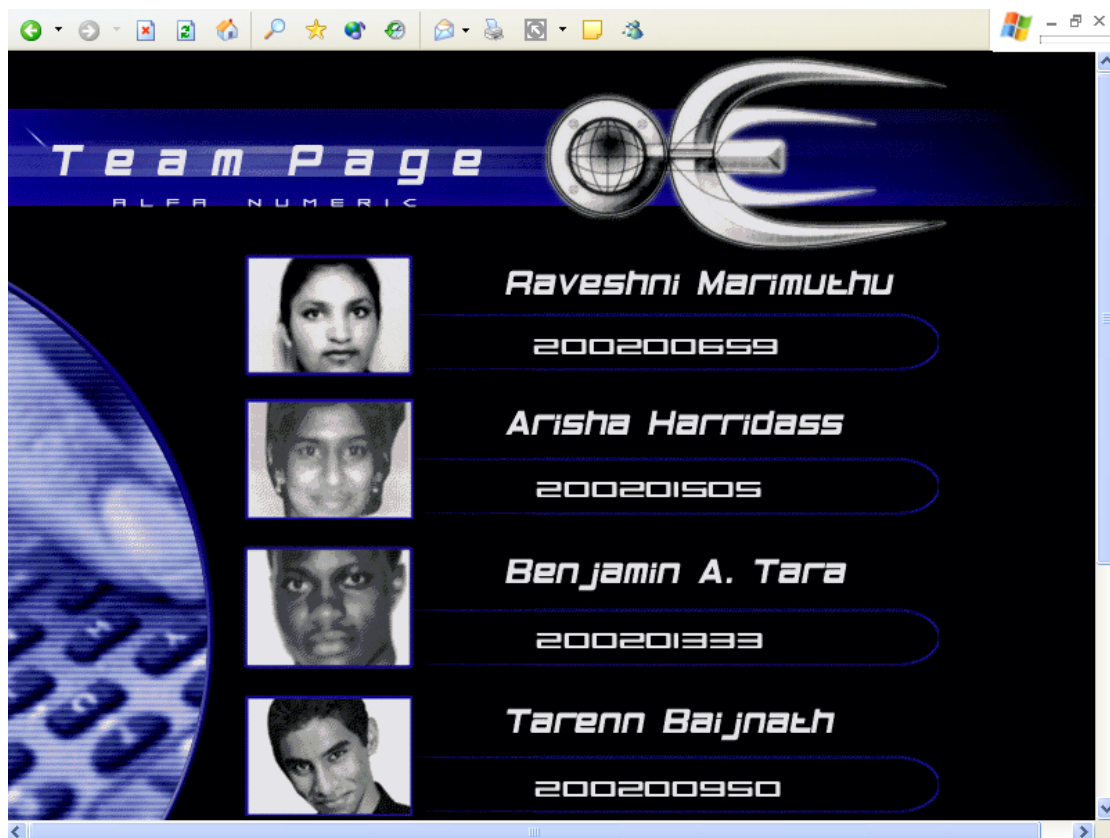 Team Page
ALFA NUMERIC
Raveshni Marimuthu
200200659
Arisha Harridass
200201505
Benjamin A. Tara
200201333
Tarenn Baijnath
200200950